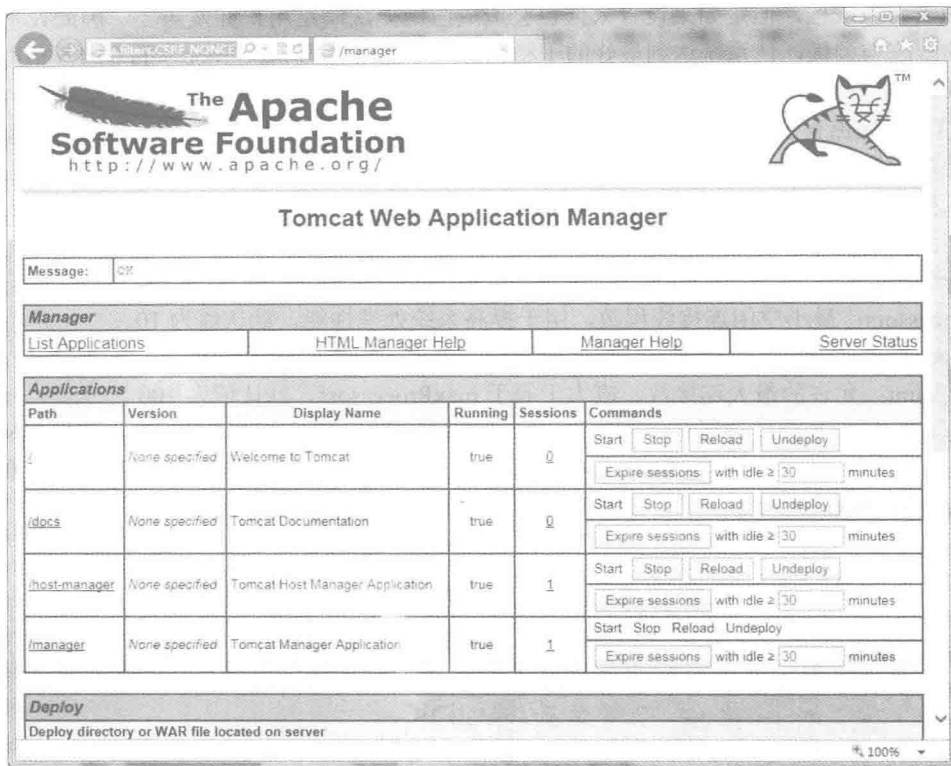 s.filters.CSRF_NONCE /manager
The Apache
Software Foundation
http://www.apache.org/
TM
Tomcat Web Application Manager
Message: OK
Manager
List Applications HTML Manager Help Manager Help Server Status
Applications
Path Version Display Name Running Sessions Commands
/ None specified Welcome to Tomcat true 0 Start Stop Reload Undeploy
Expire sessions with idle ≥ 30 minutes
/docs None specified Tomcat Documentation true 0 Start Stop Reload Undeploy
Expire sessions with idle ≥ 30 minutes
/host-manager None specified Tomcat Host Manager Application true 1 Start Stop Reload Undeploy
Expire sessions with idle ≥ 30 minutes
/manager None specified Tomcat Manager Application true 1 Start Stop Reload Undeploy
Expire sessions with idle ≥ 30 minutes
Deploy
Deploy directory or WAR file located on server
100%